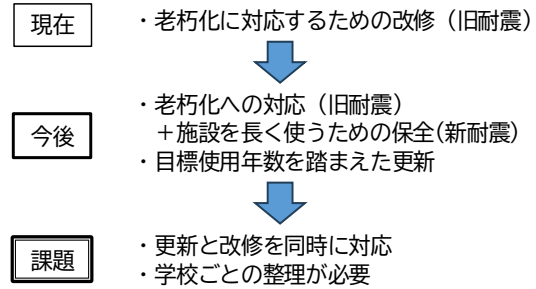 現在
・老朽化に対応するための改修（旧耐震）
今後
・老朽化への対応（旧耐震）
＋施設を長く使うための保全(新耐震)
・目標使用年数を踏まえた更新
課題
・更新と改修を同時に対応
・学校ごとの整理が必要